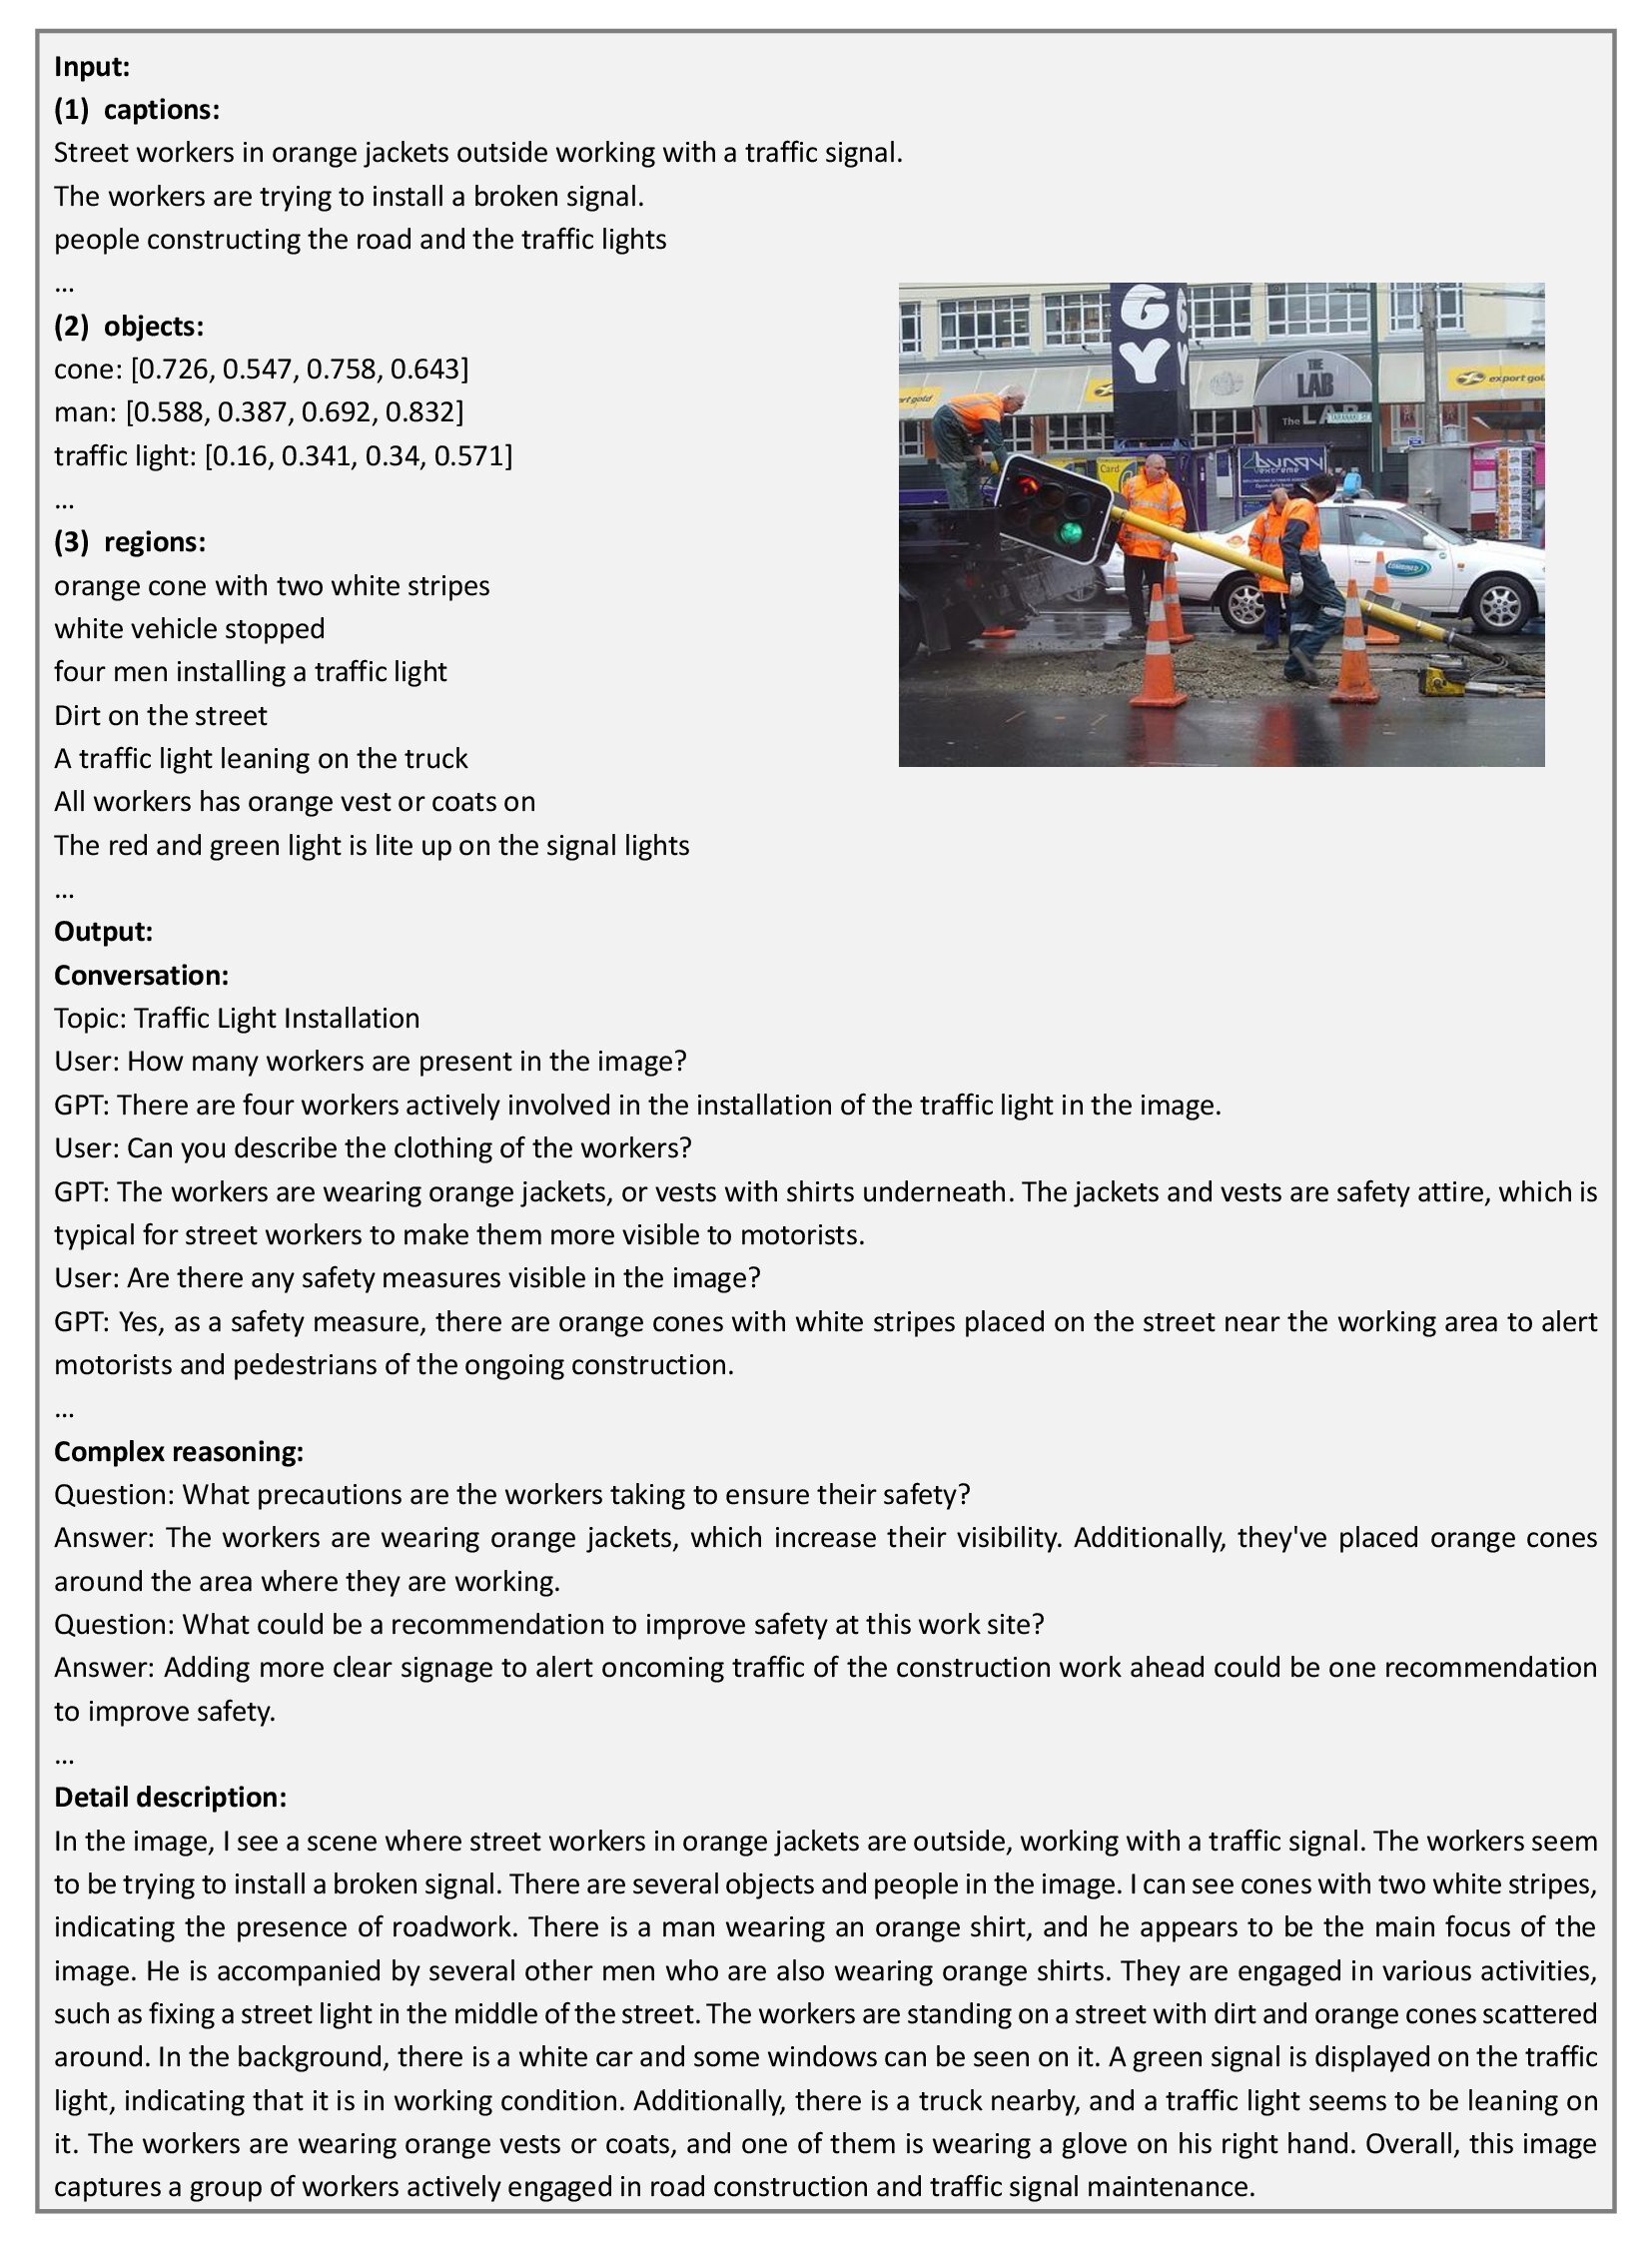 Input:
(1) captions:
Street workers in orange jackets outside working with a traffic signal.
The workers are trying to install a broken signal.
people constructing the road and the traffic lights
...
(2) objects:
cone: [0.726, 0.547, 0.758, 0.643]
man: [0.588, 0.387, 0.692, 0.832]
traffic light: [0.16, 0.341, 0.34, 0.571]
...
(3) regions:
orange cone with two white stripes
white vehicle stopped
four men installing a traffic light
Dirt on the street
A traffic light leaning on the truck
All workers has orange vest or coats on
The red and green light is lite up on the signal lights
...
G G
Y Y
THE
LAB
export gol
ort gold
The LAB
TARANAKI ST
Card
bungy
extreme
COMBINED
Output:
Conversation:
Topic: Traffic Light Installation
User: How many workers are present in the image?
GPT: There are four workers actively involved in the installation of the traffic light in the image.
User: Can you describe the clothing of the workers?
GPT: The workers are wearing orange jackets, or vests with shirts underneath. The jackets and vests are safety attire, which is
typical for street workers to make them more visible to motorists.
User: Are there any safety measures visible in the image?
GPT: Yes, as a safety measure, there are orange cones with white stripes placed on the street near the working area to alert
motorists and pedestrians of the ongoing construction.
...
Complex reasoning:
Question: What precautions are the workers taking to ensure their safety?
Answer: The workers are wearing orange jackets, which increase their visibility. Additionally, they've placed orange cones
around the area where they are working.
Question: What could be a recommendation to improve safety at this work site?
Answer: Adding more clear signage to alert oncoming traffic of the construction work ahead could be one recommendation
to improve safety.
...
Detail description:
In the image, I see a scene where street workers in orange jackets are outside, working with a traffic signal. The workers seem
to be trying to install a broken signal. There are several objects and people in the image. I can see cones with two white stripes,
indicating the presence of roadwork. There is a man wearing an orange shirt, and he appears to be the main focus of the
image. He is accompanied by several other men who are also wearing orange shirts. They are engaged in various activities,
such as fixing a street light in the middle of the street. The workers are standing on a street with dirt and orange cones scattered
around. In the background, there is a white car and some windows can be seen on it. A green signal is displayed on the traffic
light, indicating that it is in working condition. Additionally, there is a truck nearby, and a traffic light seems to be leaning on
it. The workers are wearing orange vests or coats, and one of them is wearing a glove on his right hand. Overall, this image
captures a group of workers actively engaged in road construction and traffic signal maintenance.